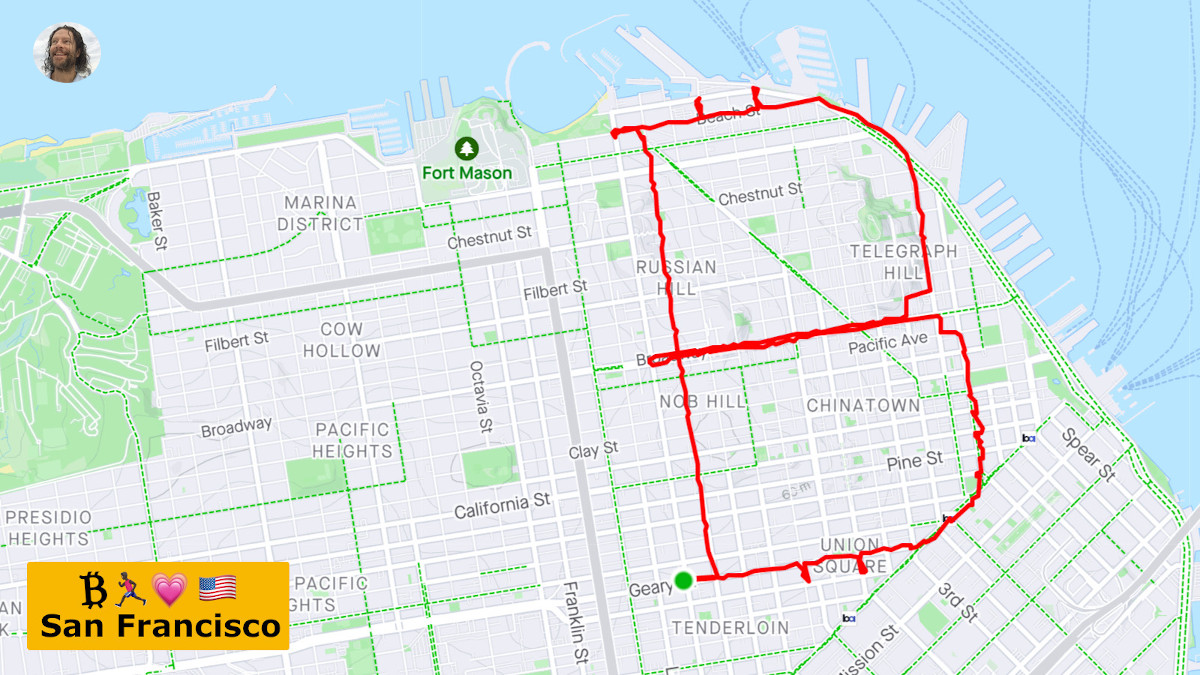 Beach St
Fort Mason
Chestnut St
Baker St
MARINA
DISTRICT
Chestnut St
TELEGRAPH
HILL
RUSSIAN
HILL
Filbert St
COW
HOLLOW
Filbert St
Pacific Ave
Broadway
Octavia St
NOB HILL
CHINATOWN
Broadway
PACIFIC
HEIGHTS
Clay St
Spear St
Pine St
California St
PRESIDIO
HEIGHTS
UNION
SQUARE
Geary
PACIFIC
GHTS
Franklin St
3rd St
₿🏃💗🇺🇸
San Francisco
TENDERLOIN
Mission St